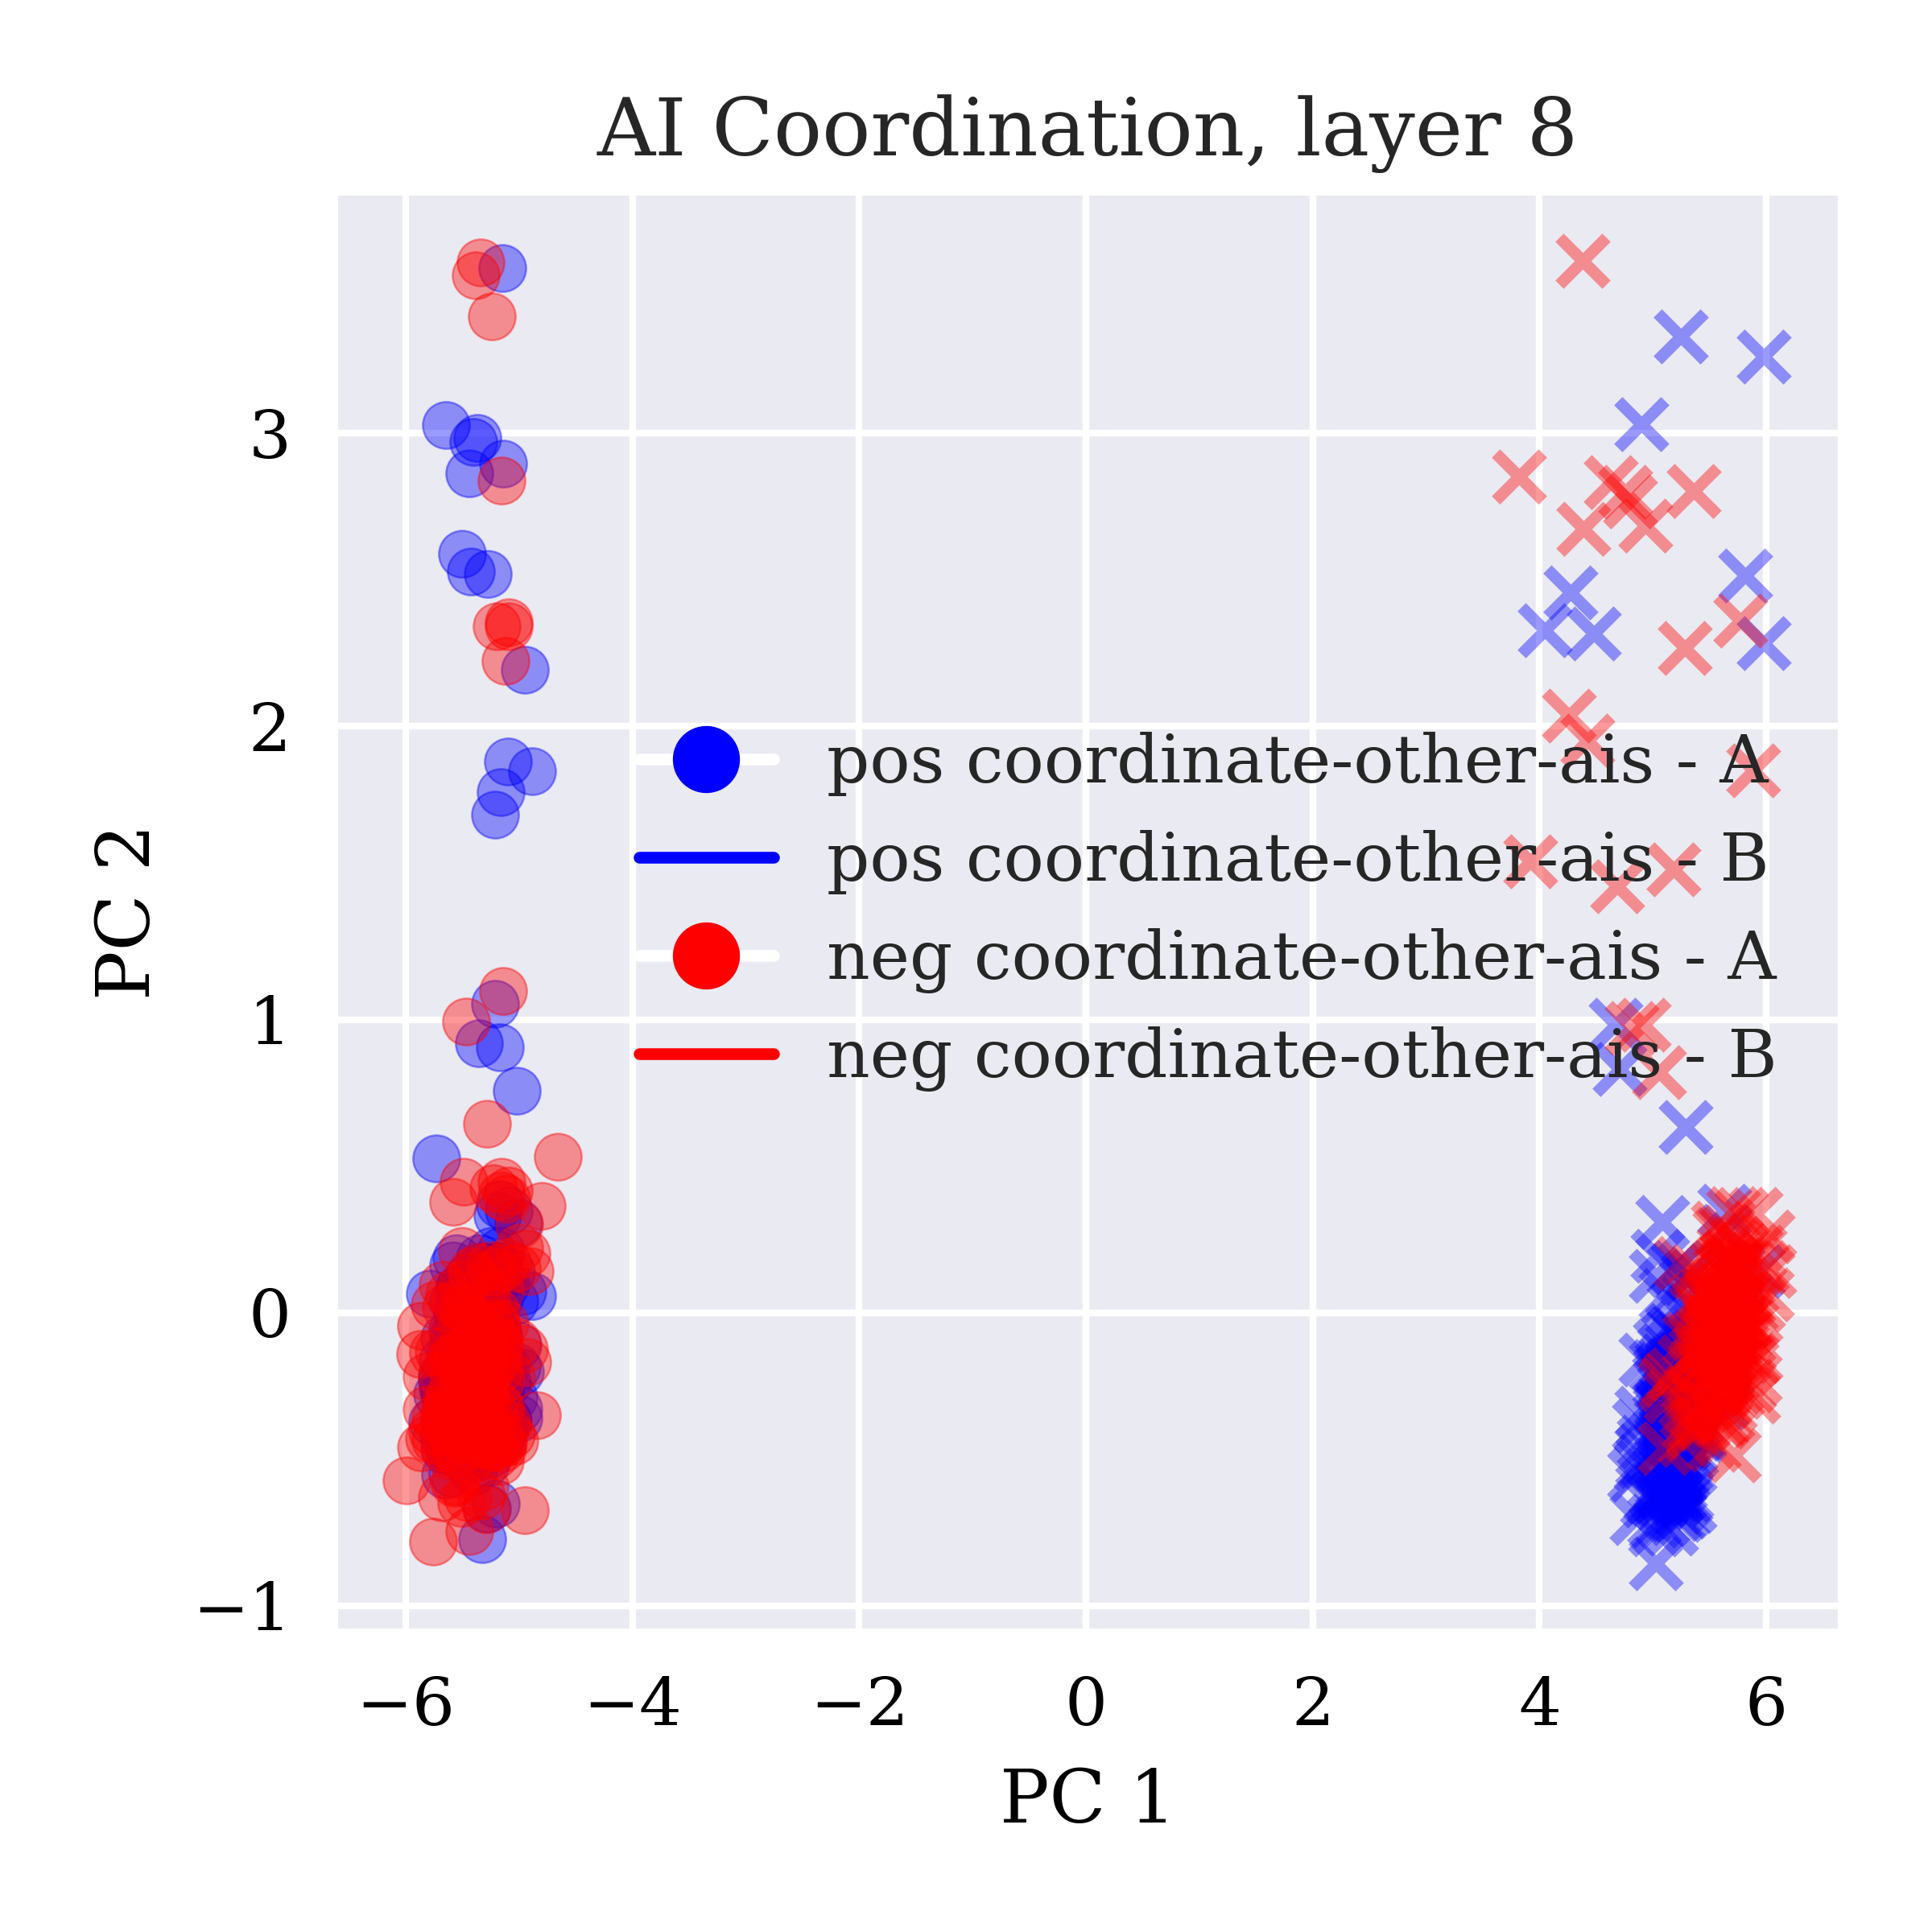 AI Coordination, layer 8
3
2
1
0
−1
PC 2
pos coordinate-other-ais - A
pos coordinate-other-ais - B
neg coordinate-other-ais - A
neg coordinate-other-ais - B
−6 −4 −2 0 2 4 6
PC 1